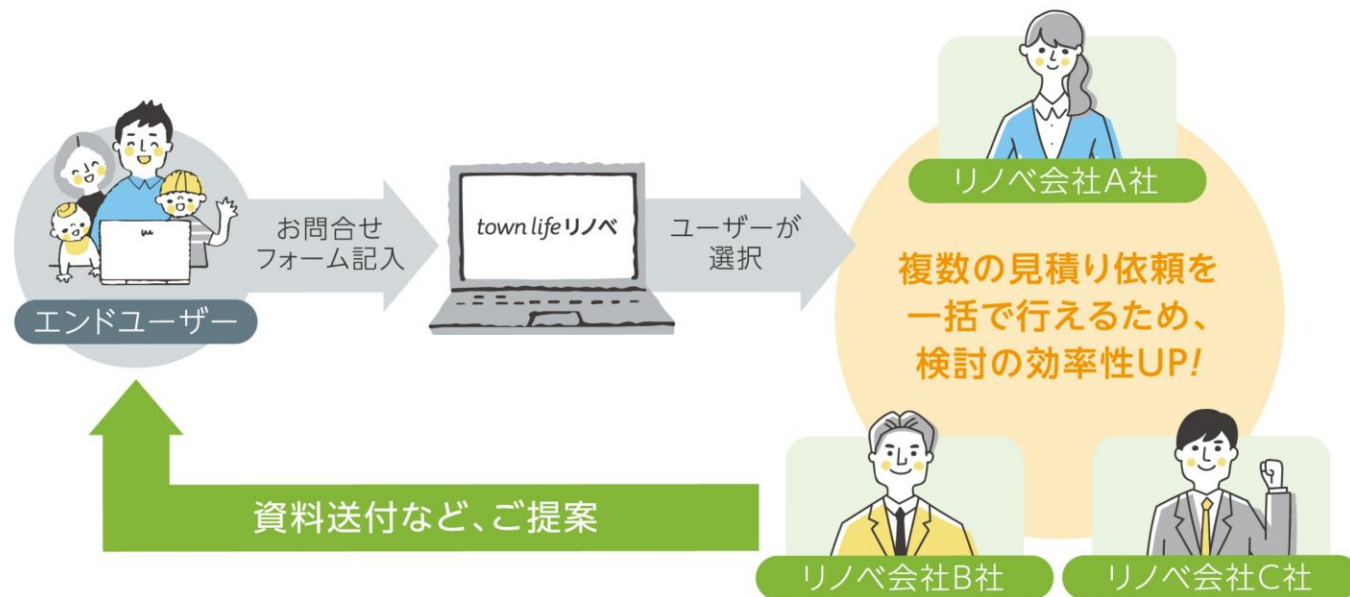 リノベ会社A社
お問合せ
フォーム記入
town lifeリノベ
ユーザーが
選択
エンドユーザー
複数の見積り依頼を
一括で行えるため、
検討の効率性UP!
資料送付など、ご提案
リノベ会社B社
リノベ会社C社